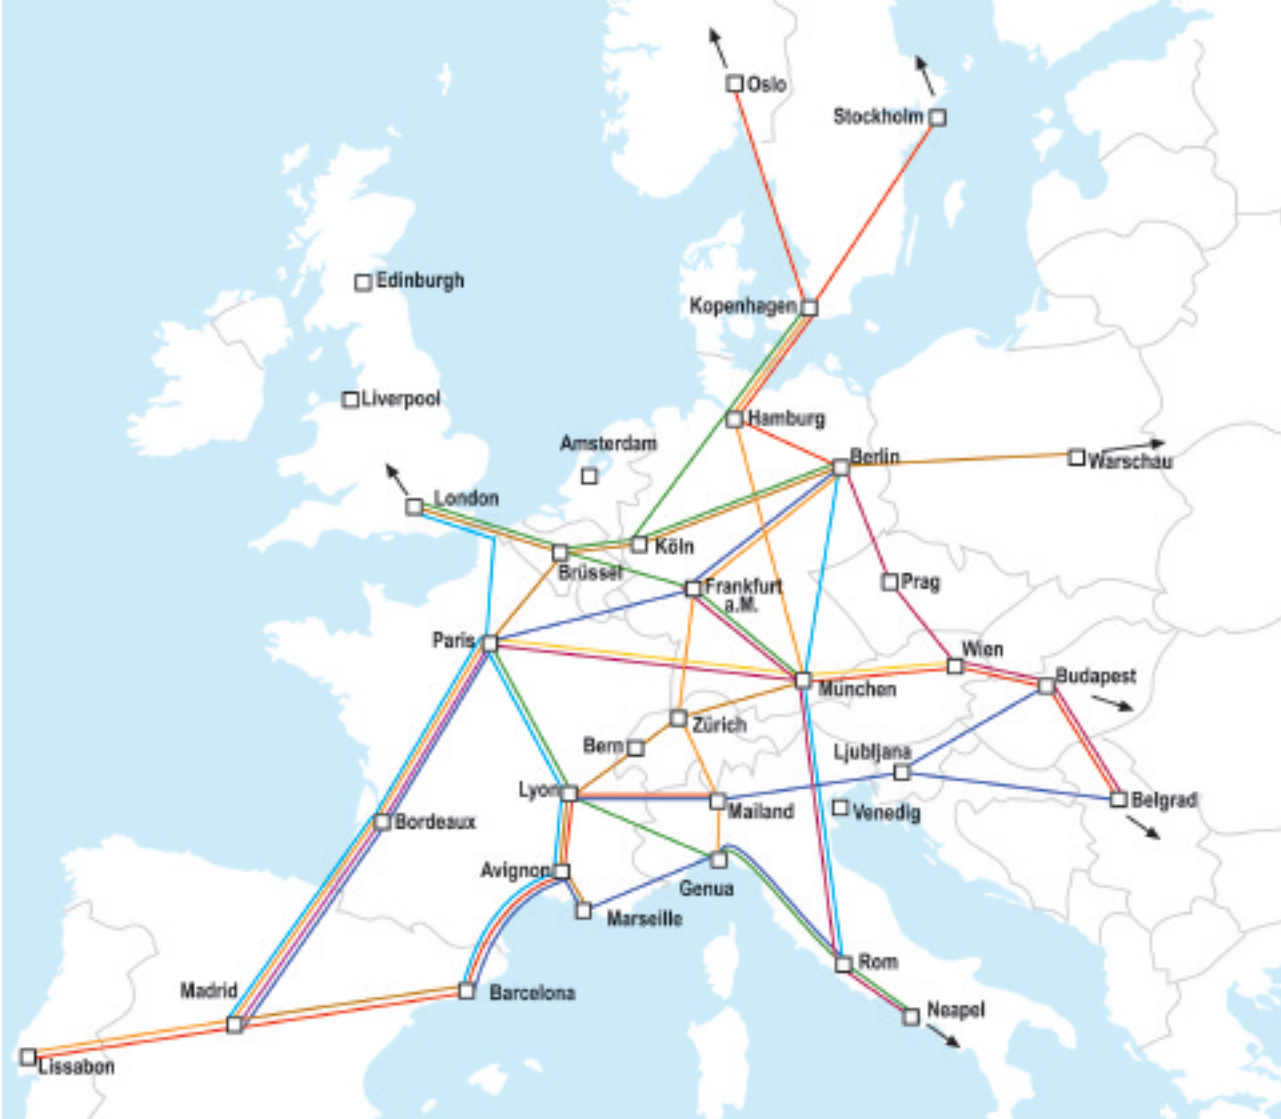 Oslo
Stockholm
Edinburgh
Kopenhagen
Liverpool
Hamburg
Amsterdam
Berlin
Warschau
London
Köln
Brüssel
Frankfurt
a.M.
Prag
Paris
Wien
Budapest
München
Zürich
Bern
Ljubljana
Lyon
Mailand
Venedig
Belgrad
Bordeaux
Avignon
Genua
Marseille
Rom
Madrid
Barcelona
Neapel
Lissabon